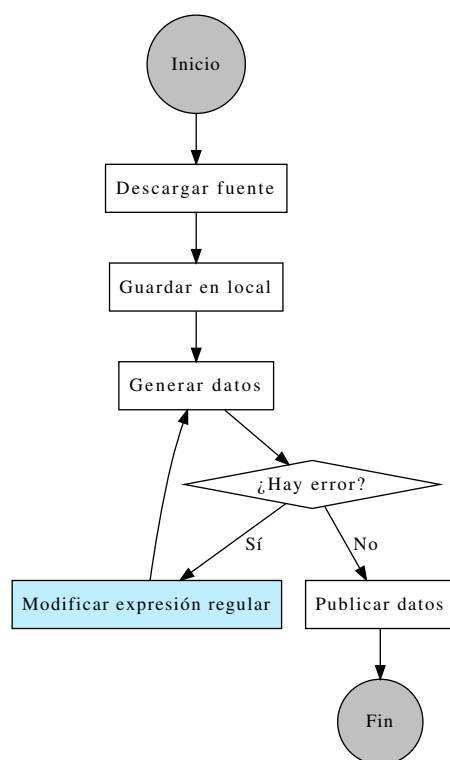 Inicio
Descargar fuente
Guardar en local
Generar datos
¿Hay error?
Sí
No
Modificar expresión regular
Publicar datos
Fin